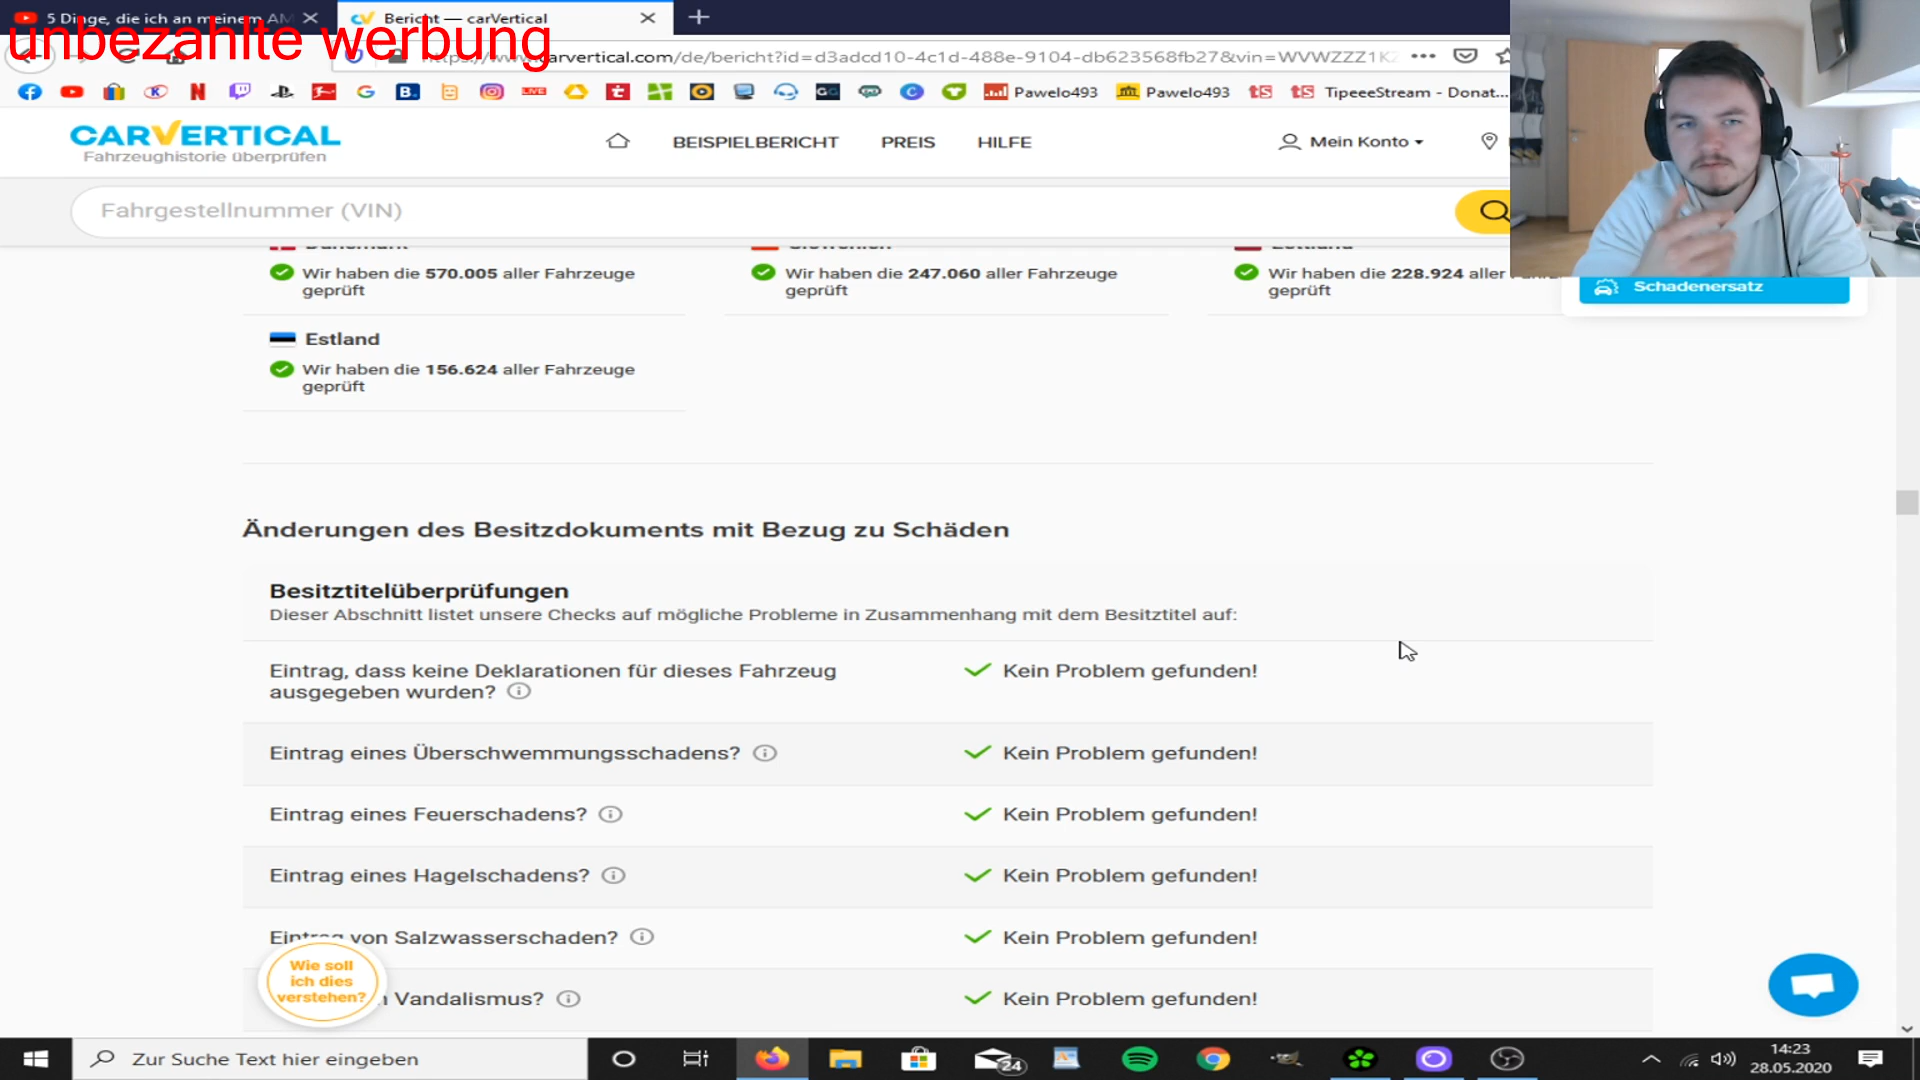 5 Dinge, die ich an meinem AM
Bericht — carVertical
unbezahlte werbung
carvertical.com/de/bericht?id=d3adcd10-4c1d-488e-9104-db623568fb27&vin=WVWZZZ1KZ
Pawelo493
Pawelo493
TipeeeStream - Donat...
CARVERTICAL
Fahrzeughistorie überprüfen
BEISPIELBERICHT
PREIS
HILFE
Mein Konto
Fahrgestellnummer (VIN)
Wir haben die 570.005 aller Fahrzeuge
geprüft
Wir haben die 247.060 aller Fahrzeuge
geprüft
Wir haben die 228.924 aller
geprüft
Schadenersatz
Estland
Wir haben die 156.624 aller Fahrzeuge
geprüft
Änderungen des Besitzdokuments mit Bezug zu Schäden
Besitztitelüberprüfungen
Dieser Abschnitt listet unsere Checks auf mögliche Probleme in Zusammenhang mit dem Besitztitel auf:
Eintrag, dass keine Deklarationen für dieses Fahrzeug
ausgegeben wurden?
Kein Problem gefunden!
Eintrag eines Überschwemmungsschadens?
Kein Problem gefunden!
Eintrag eines Feuerschadens?
Kein Problem gefunden!
Eintrag eines Hagelschadens?
Kein Problem gefunden!
Eintrag von Salzwasserschaden?
Kein Problem gefunden!
Wie soll
ich dies
verstehen?
Vandalismus?
Kein Problem gefunden!
Zur Suche Text hier eingeben
24
14:23
28.05.2020